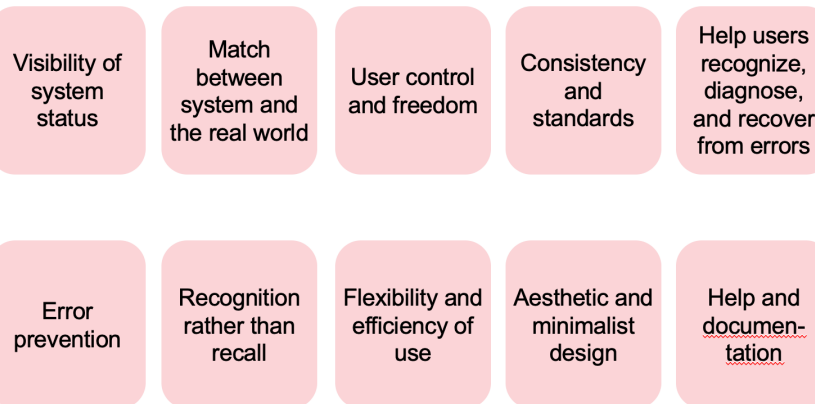 Visibility of
system
status
Match
between
system and
the real world
User control
and freedom
Consistency
and
standards
Help users
recognize,
diagnose,
and recover
from errors
Error
prevention
Recognition
rather than
recall
Flexibility and
efficiency of
use
Aesthetic and
minimalist
design
Help and
documen-
tation